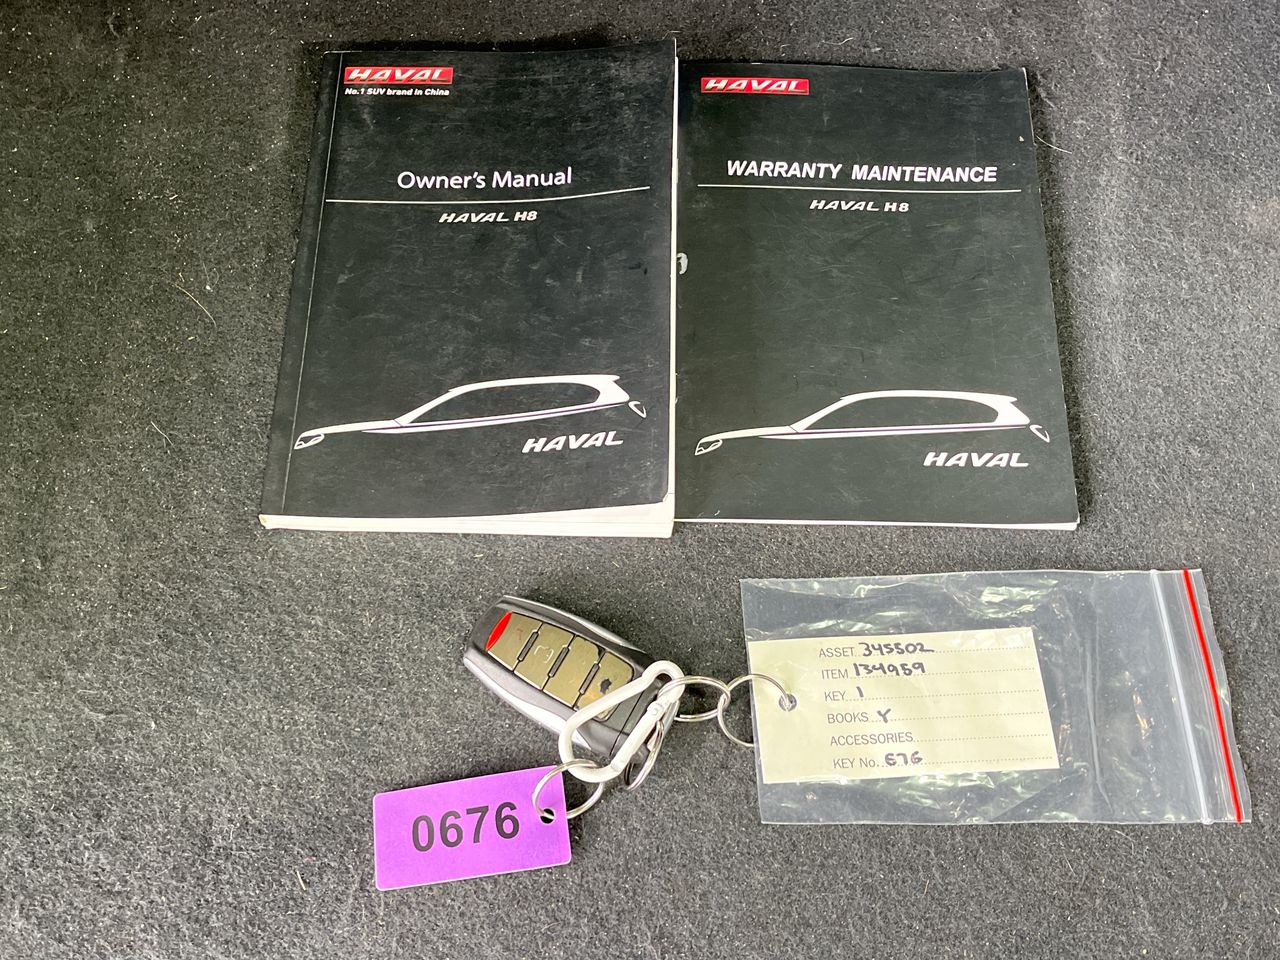 HAVAL
No.1 SUV brand in China
Owner's Manual
HAVAL H8
HAVAL
HAVAL
WARRANTY MAINTENANCE
HAVAL H8
HAVAL
ASSET 345502
ITEM 134959
KEY 1
BOOKS Y
ACCESSORIES
KEY No. 676
0676